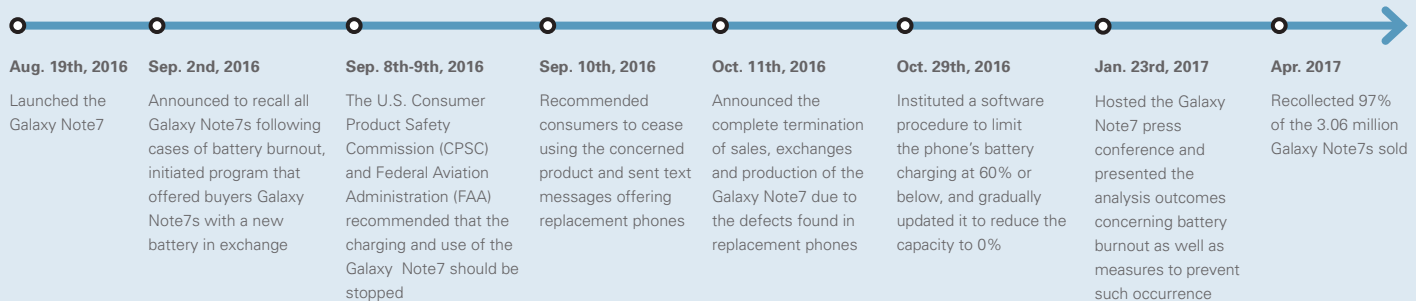 Aug. 19th, 2016
Launched the
Galaxy Note7
Sep. 2nd, 2016
Announced to recall all
Galaxy Note7s following
cases of battery burnout,
initiated program that
offered buyers Galaxy
Note7s with a new
battery in exchange
Sep. 8th-9th, 2016
The U.S. Consumer
Product Safety
Commission (CPSC)
and Federal Aviation
Administration (FAA)
recommended that the
charging and use of the
Galaxy Note7 should be
stopped
Sep. 10th, 2016
Recommended
consumers to cease
using the concerned
product and sent text
messages offering
replacement phones
Oct. 11th, 2016
Announced the
complete termination
of sales, exchanges
and production of the
Galaxy Note7 due to
the defects found in
replacement phones
Oct. 29th, 2016
Instituted a software
procedure to limit
the phone's battery
charging at 60% or
below, and gradually
updated it to reduce the
capacity to 0%
Jan. 23rd, 2017
Hosted the Galaxy
Note7 press
conference and
presented the
analysis outcomes
concerning battery
burnout as well as
measures to prevent
such occurrence
Apr. 2017
Recollected 97%
of the 3.06 million
Galaxy Note7s sold